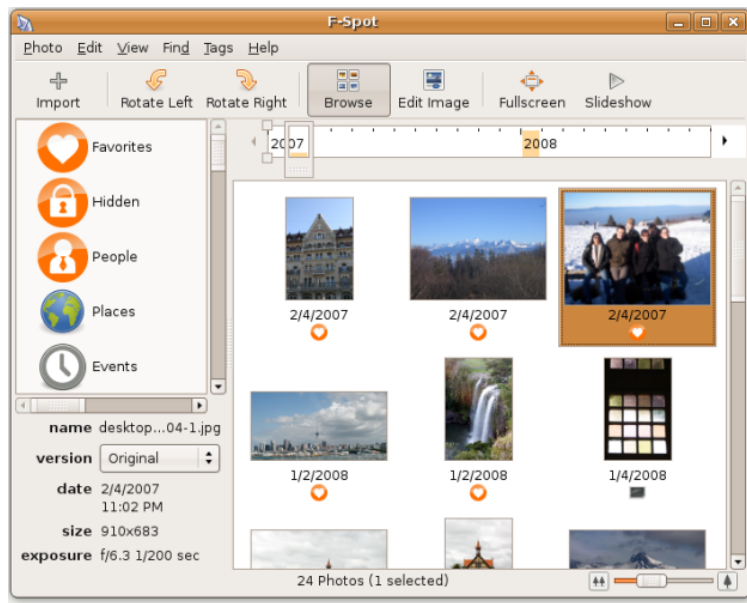 F-Spot
Photo Edit View Find Tags Help
Import Rotate Left Rotate Right Browse Edit Image Fullscreen Slideshow
Favorites
Hidden
People
Places
Events
2007 2008
2/4/2007 2/4/2007 2/4/2007
1/2/2008 1/2/2008 1/4/2008
name desktop...04-1.jpg
version Original
date 2/4/2007
11:02 PM
size 910x683
exposure f/6.3 1/200 sec
24 Photos (1 selected)